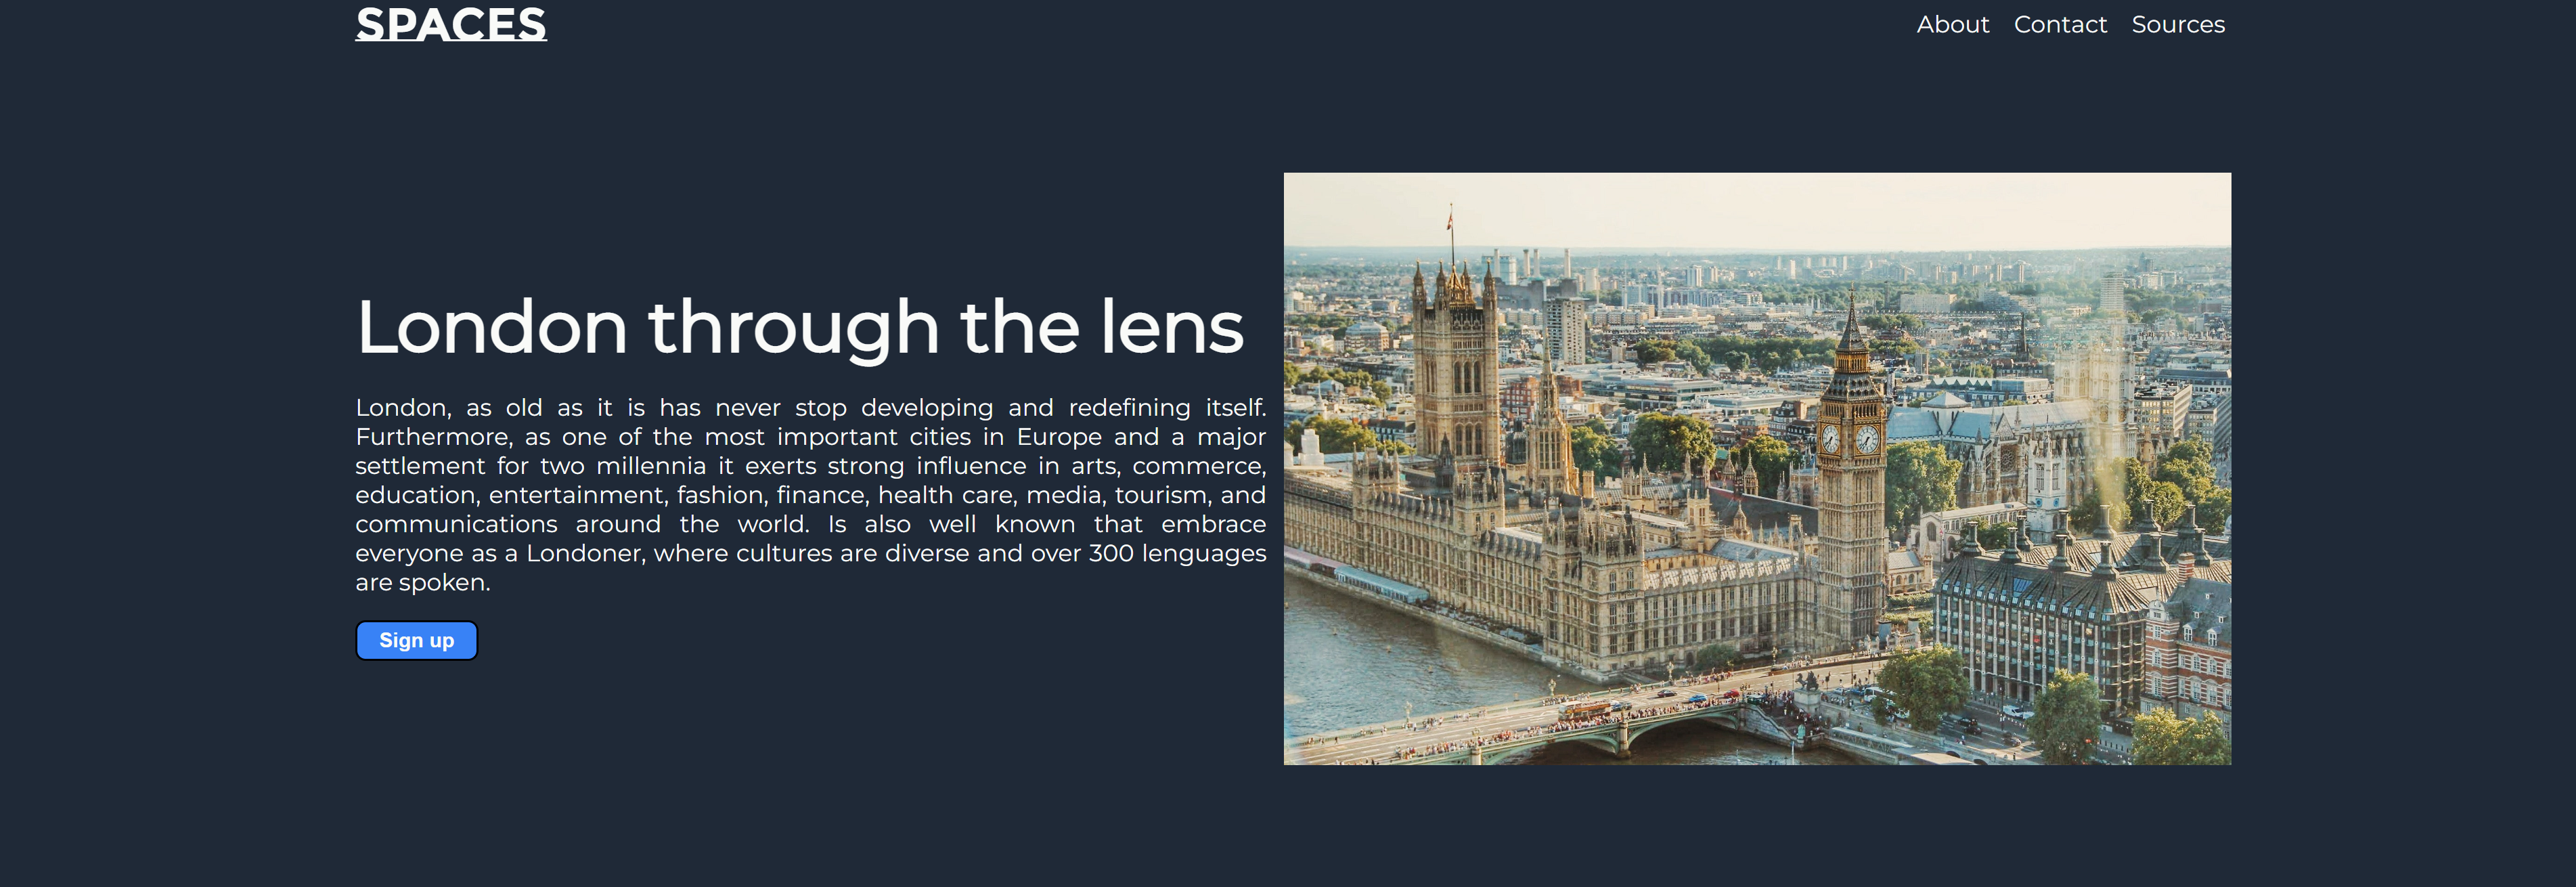 SPACES
About Contact Sources
London through the lens
London, as old as it is has never stop developing and redefining itself.
Furthermore, as one of the most important cities in Europe and a major
settlement for two millennia it exerts strong influence in arts, commerce,
education, entertainment, fashion, finance, health care, media, tourism, and
communications around the world. Is also well known that embrace
everyone as a Londoner, where cultures are diverse and over 300 lenguages
are spoken.
Sign up